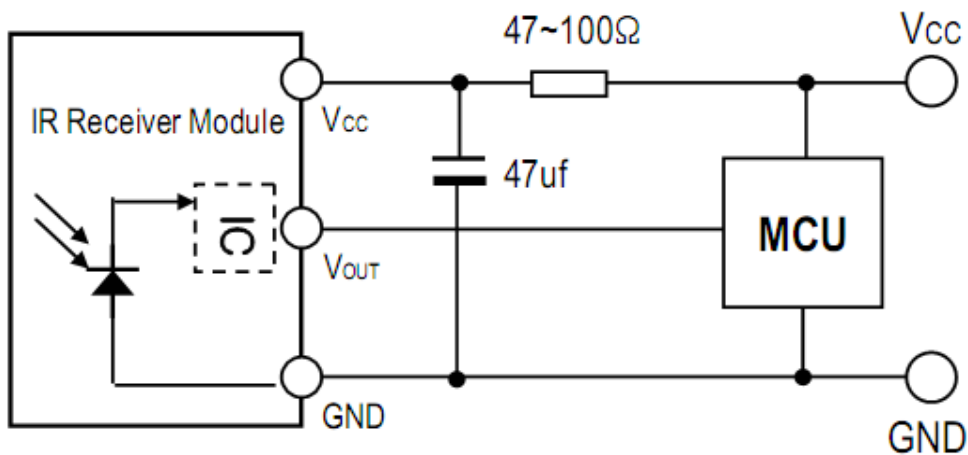 47~100Ω
Vcc
IR Receiver Module
Vcc
47uf
IC
MCU
VOUT
GND
GND